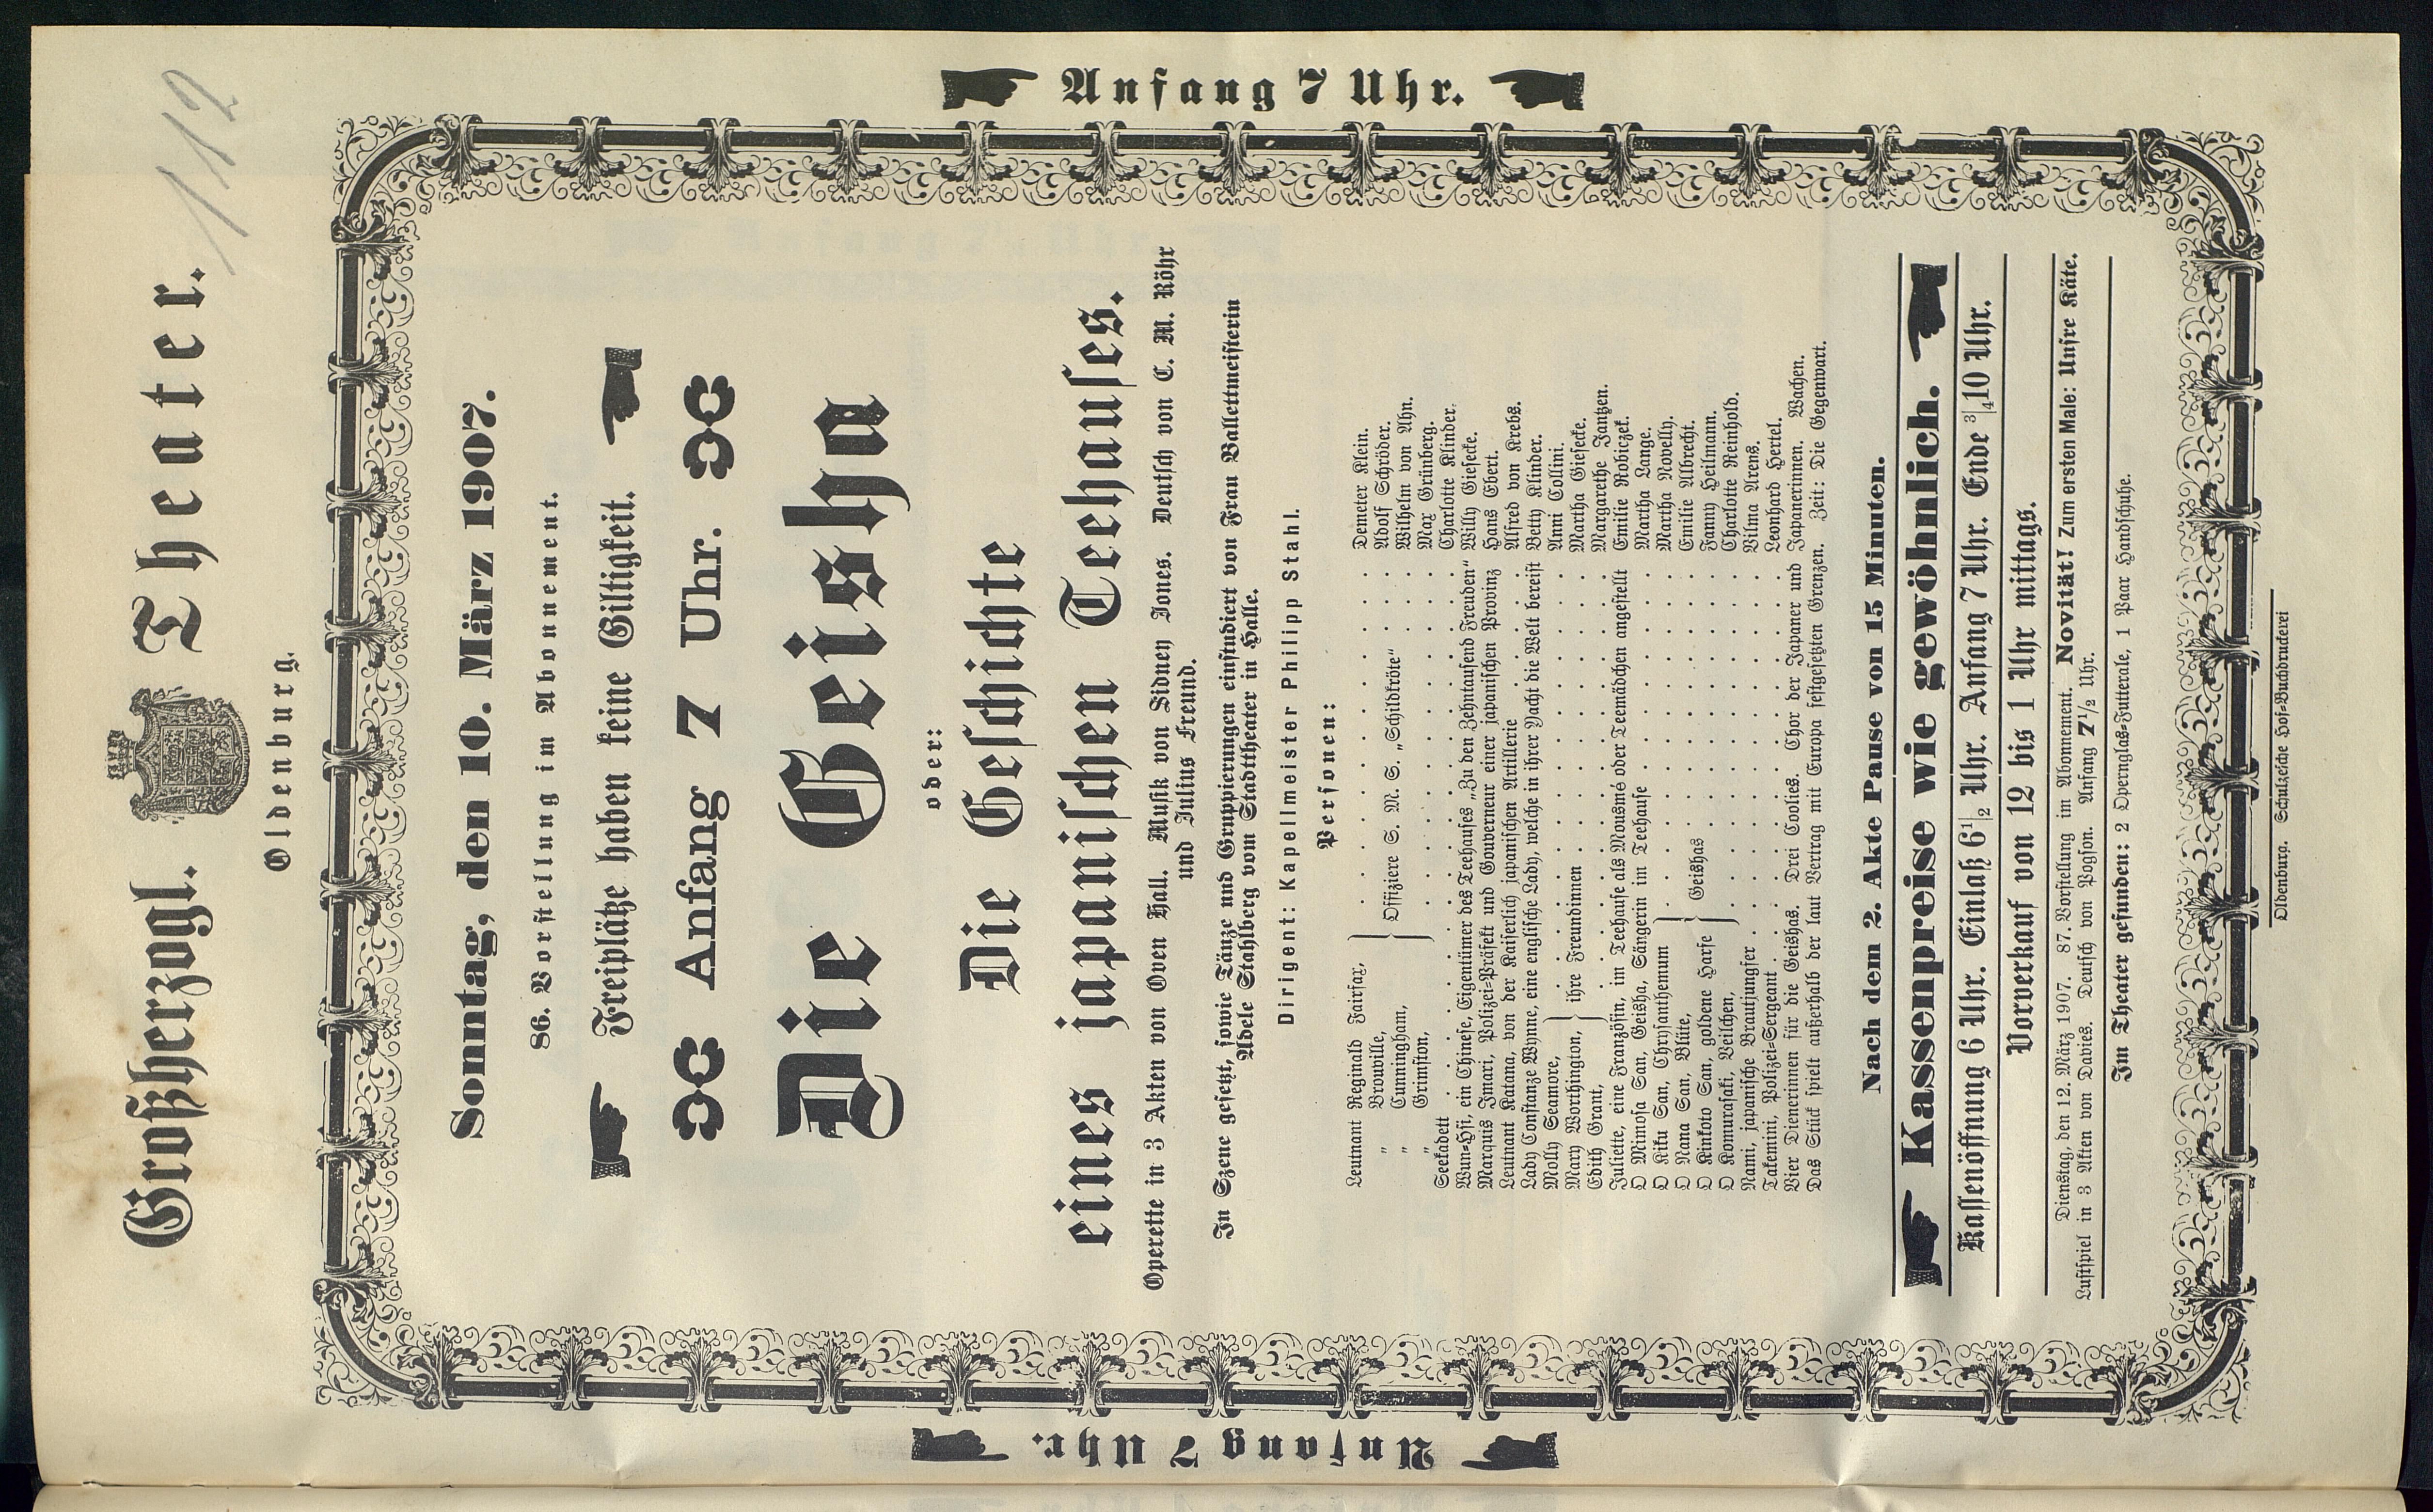 112
Großherzogl. Theater.
Oldenburg.
Anfang 7 Uhr.
Anfang 7 Uhr.
Sonntag, den 10. März 1907.
86. Vorstellung im Abonnement.
Freiplätze haben keine Giltigkeit.
Anfang 7 Uhr.
Die Geisha
oder:
Die Geschichte
eines japanischen Teehauses.
Operette in 3 Akten von Oven Hall. Musik von Sidney Jones. Deutsch von C. M. Röhr
und Julius Freund.
In Szene gesetzt, sowie Tänze und Gruppierungen einstudiert von Frau Ballettmeisterin
Adele Stahlberg vom Stadttheater in Halle.
Dirigent: Kapellmeister Philipp Stahl.
Personen:
Leutnant Reginald Fairfax, . . . . . Demeter Klein.
" Brouville, } Offiziere S. M. S. „Schildkröte“ . . . Adolf Schröder.
" Cunningham, . . . Wilhelm von Ahn.
" Grimston, . . . Max Grünberg.
Seekadett . . . Charlotte Klinder.
Wun-Hsi, ein Chinese, Eigentümer des Teehauses „Zu den Zehntausend Freuden“ Willy Giesecke.
Marquis Imari, Polizei-Präfekt und Gouverneur einer japanischen Provinz Hans Ebert.
Leutnant Katana, von der Kaiserlich japanischen Artillerie . Alfred von Krebs.
Lady Constanze Wynne, eine englische Lady, welche in ihrer Yacht die Welt bereist Betty Klinder.
Molly Seamore, . . . Anni Collini.
Mary Worthington, } ihre Freundinnen . . . Martha Giesecke.
Edith Grant, . . . Margarethe Jantzen.
Juliette, eine Französin, im Teehause als Mousmé oder Teemädchen angestellt Emilie Robiczek.
O Mimosa San, Geisha, Sängerin im Teehause . . . Martha Lange.
O Kiku San, Chrysanthemum . . . Martha Novelly.
O Nana San, Blüte, } Geishas . . . Emilie Albrecht.
O Kinkoto San, goldene Harfe . . . Fanny Heilmann.
O Komurasaki, Veilchen, . . . Charlotte Reinhold.
Nami, japanische Brautjungfer . . . Vilma Arens.
Takemini, Polizei-Sergeant . . . Leonhard Hertel.
Vier Dienerinnen für die Geishas. Drei Coolies. Chor der Japaner und Japanerinnen. Wachen.
Das Stück spielt außerhalb der laut Vertrag mit Europa festgesetzten Grenzen. Zeit: Die Gegenwart.
Nach dem 2. Akte Pause von 15 Minuten.
Kassenpreise wie gewöhnlich.
Kassenöffnung 6 Uhr. Einlaß 6 1/2 Uhr. Anfang 7 Uhr. Ende 3/4 10 Uhr.
Vorverkauf von 12 bis 1 Uhr mittags.
Dienstag, den 12. März 1907. 87. Vorstellung im Abonnement. Novität! Zum ersten Male: Unsre Käte.
Lustspiel in 3 Akten von Davies. Deutsch von Pogson. Anfang 7 1/2 Uhr.
Im Theater gefunden: 2 Opernglas-Futterale, 1 Paar Handschuhe.
Oldenburg. Schulzesche Hof-Buchdruckerei